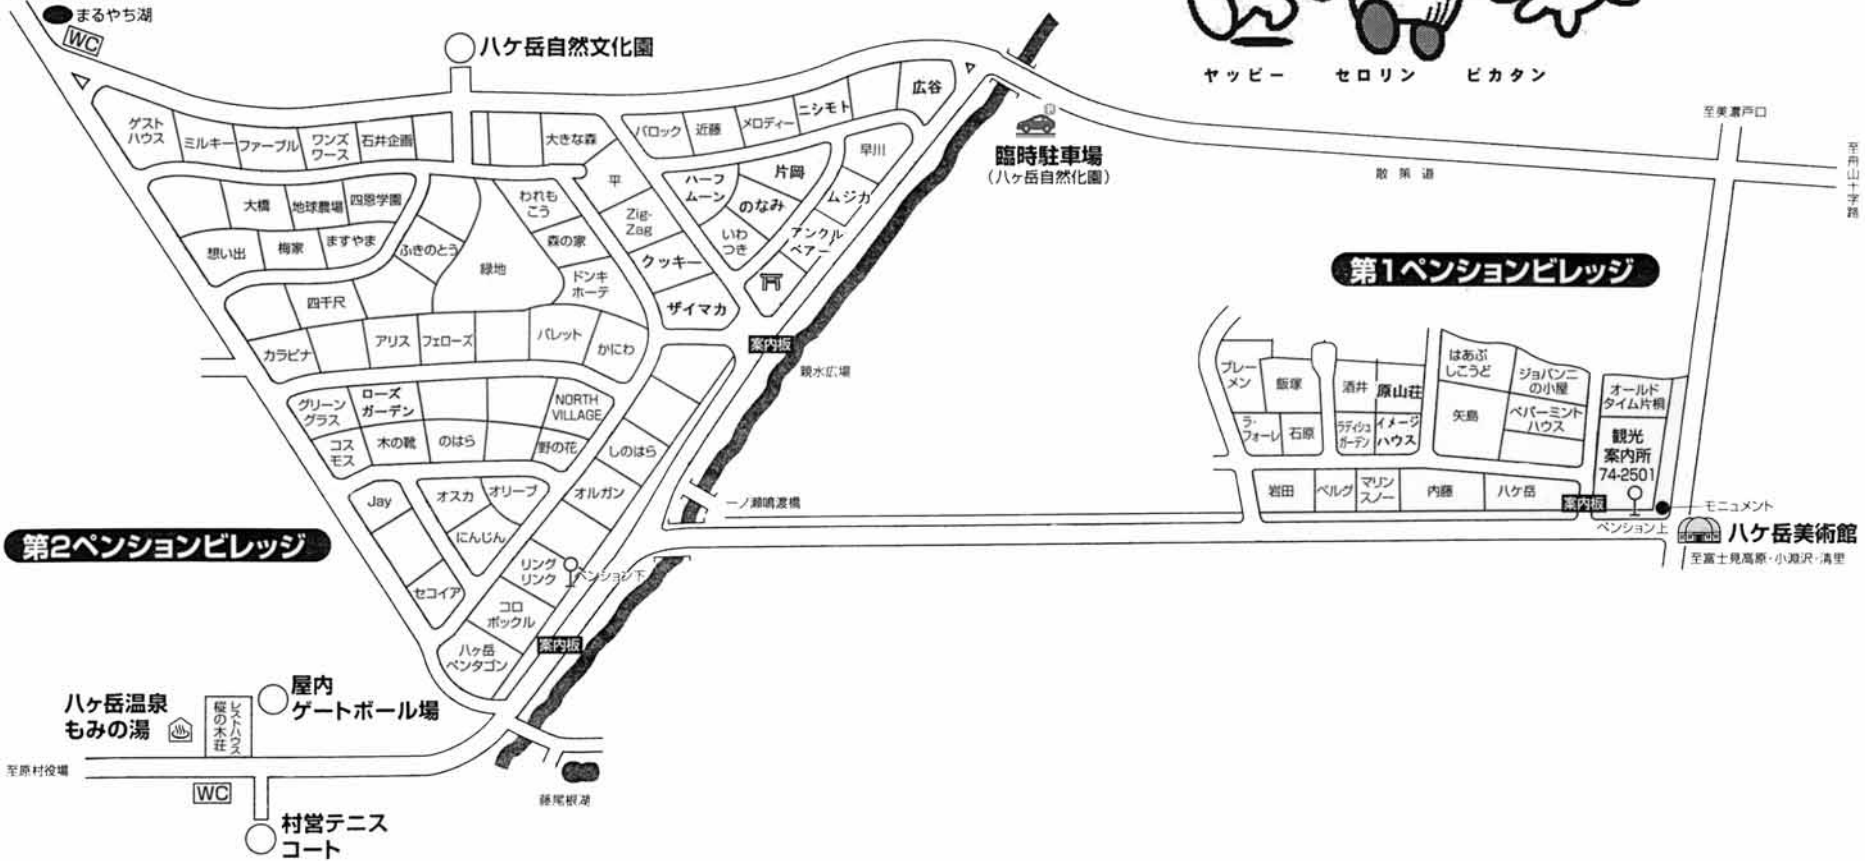 まるやち湖
WC
八ケ岳自然文化園
ヤッピー
セロリン
ピカタン
至美濃戸口
至舟山十字路
散策道
臨時駐車場
(八ヶ岳自然化園)
広谷
ニシモト
メロディー
近藤
バロック
大きな森
石井企画
ワンズ
ワース
ファーブル
ミルキー
ゲスト
ハウス
早川
片岡
ハーフ
ムーン
のなみ
ムジカ
いわ
つき
アンクル
ベアー
平
Zig-
Zag
クッキー
ザイマカ
われも
こう
森の家
ドンキ
ホーテ
緑地
ふきのとう
大橋
地球農場
四恩学園
想い出
梅家
ますやま
四千尺
カラビナ
アリス
フェローズ
パレット
かにわ
案内板
親水広場
第1ペンションビレッジ
ブレー
メン
飯塚
酒井
原山荘
はあぷ
しこうど
ジョバンニ
の小屋
オールド
タイム片桐
ラ・
フォーレ
石原
ラディシュ
ガーデン
イメージ
ハウス
矢島
ペパーミント
ハウス
観光
案内所
74-2501
岩田
ベルグ
マリン
スノー
内藤
八ケ岳
案内板
ペンション上
モニュメント
八ケ岳美術館
至富士見高原・小淵沢・清里
グリーン
グラス
ローズ
ガーデン
NORTH
VILLAGE
コス
モス
木の靴
のはら
野の花
しのはら
Jay
オスカ
オリーブ
オルガン
にんじん
一ノ瀬鳴渡橋
リング
リンク
ペンション下
セコイア
コロ
ボックル
八ヶ岳
ペンタゴン
案内板
第2ペンションビレッジ
八ヶ岳温泉
もみの湯
レストハウス
桜の木荘
屋内
ゲートボール場
至原村役場
WC
村営テニス
コート
藤尾根湖